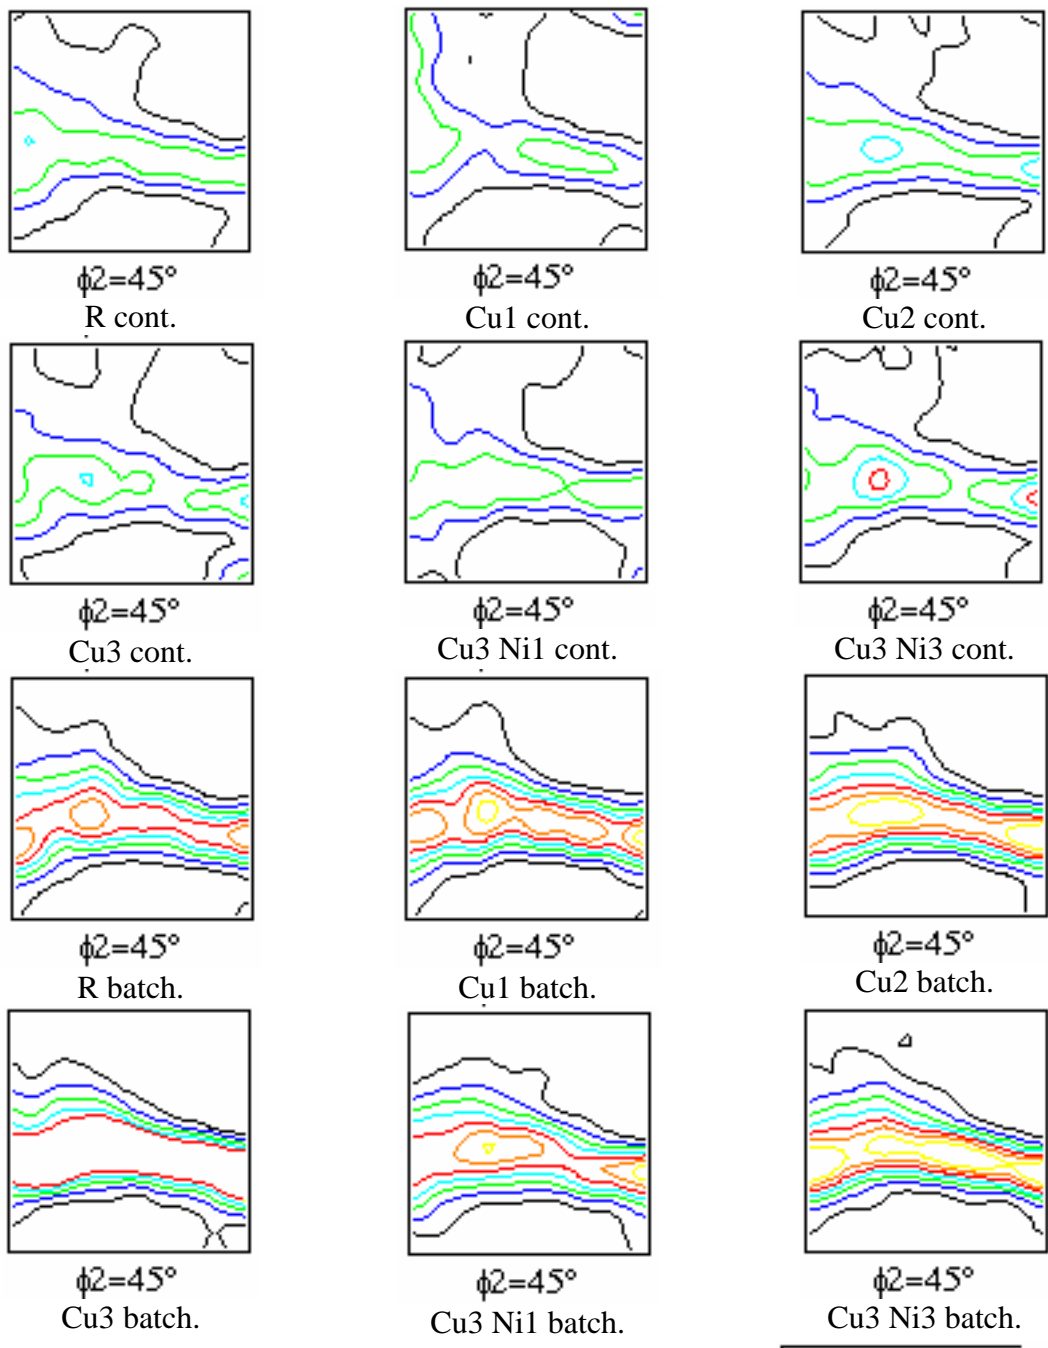 ϕ2=45° ϕ2=45° ϕ2=45°
R cont. Cu1 cont. Cu2 cont.
ϕ2=45° ϕ2=45° ϕ2=45°
Cu3 cont. Cu3 Ni1 cont. Cu3 Ni3 cont.
ϕ2=45° ϕ2=45° ϕ2=45°
R batch. Cu1 batch. Cu2 batch.
ϕ2=45° ϕ2=45° ϕ2=45°
Cu3 batch. Cu3 Ni1 batch. Cu3 Ni3 batch.